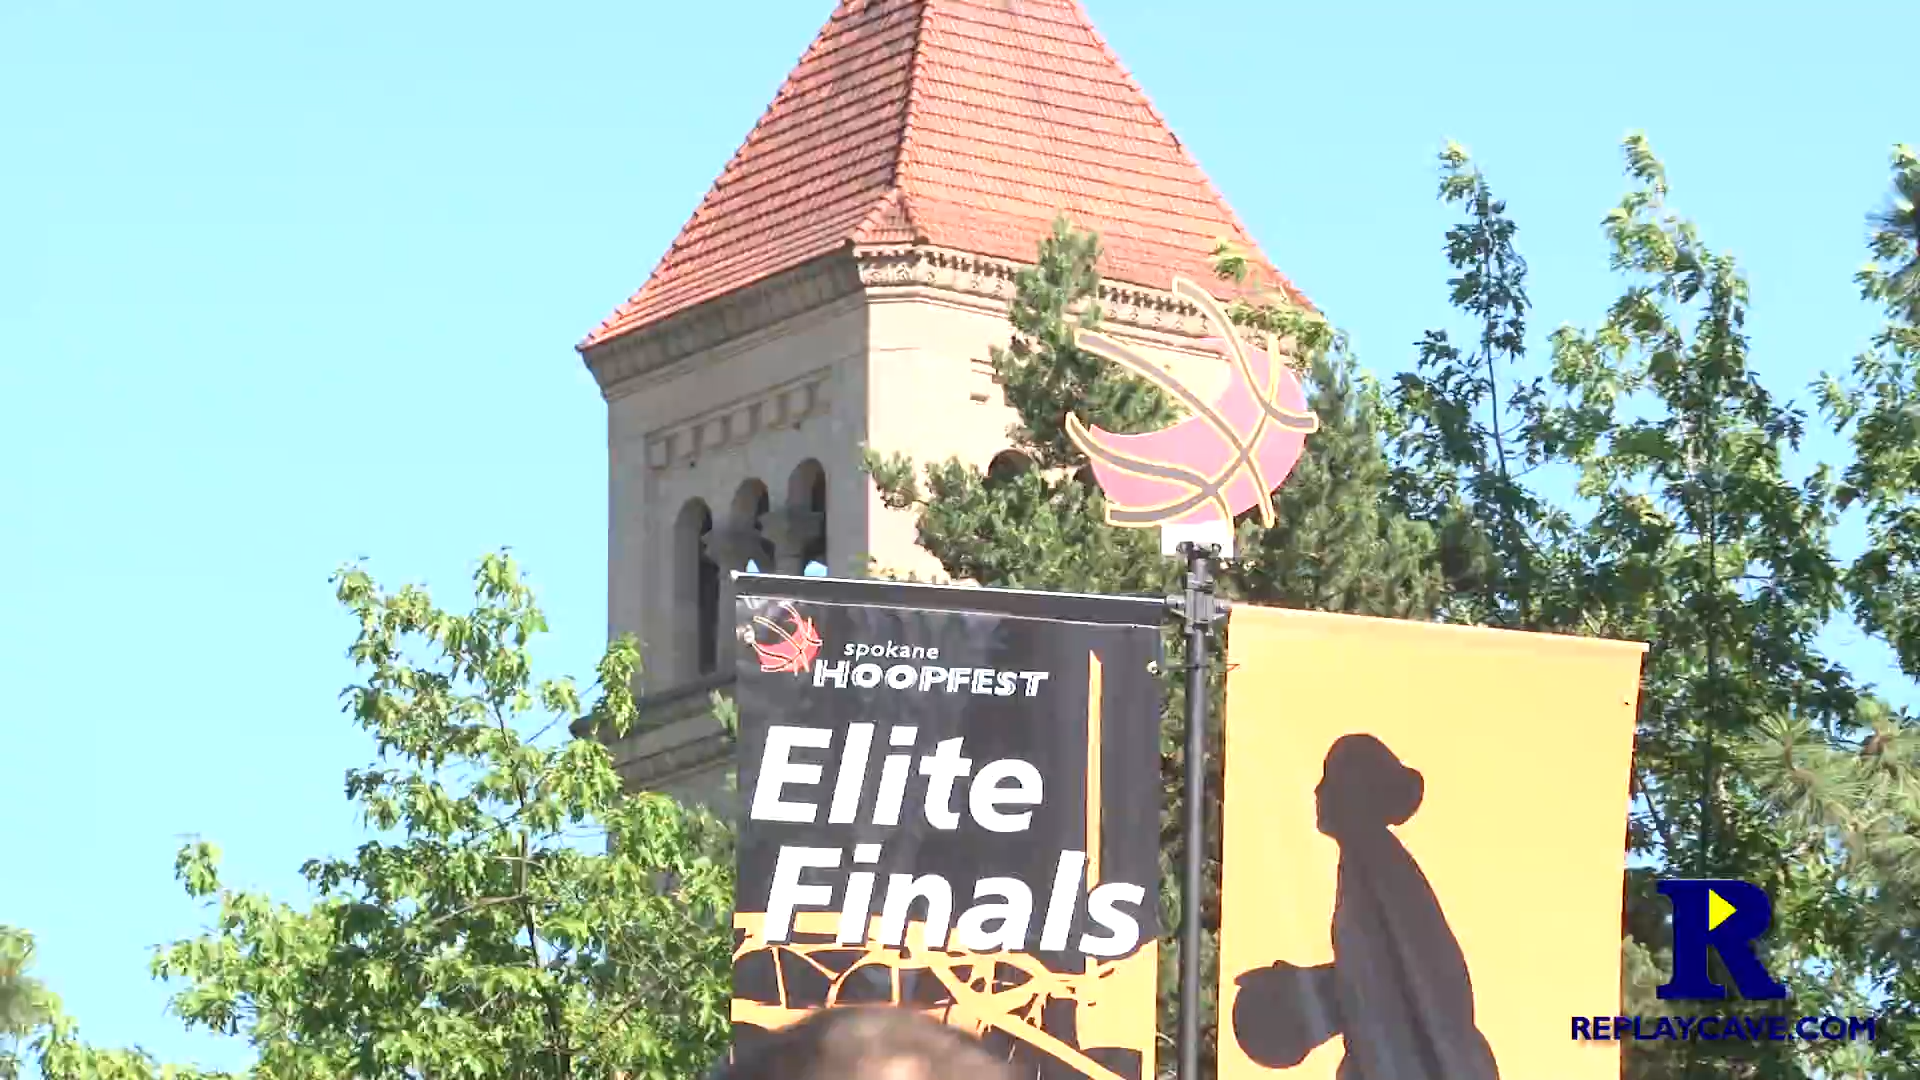 spokane
HOOPFEST
Elite
Finals
R
REPLAYCAVE.COM